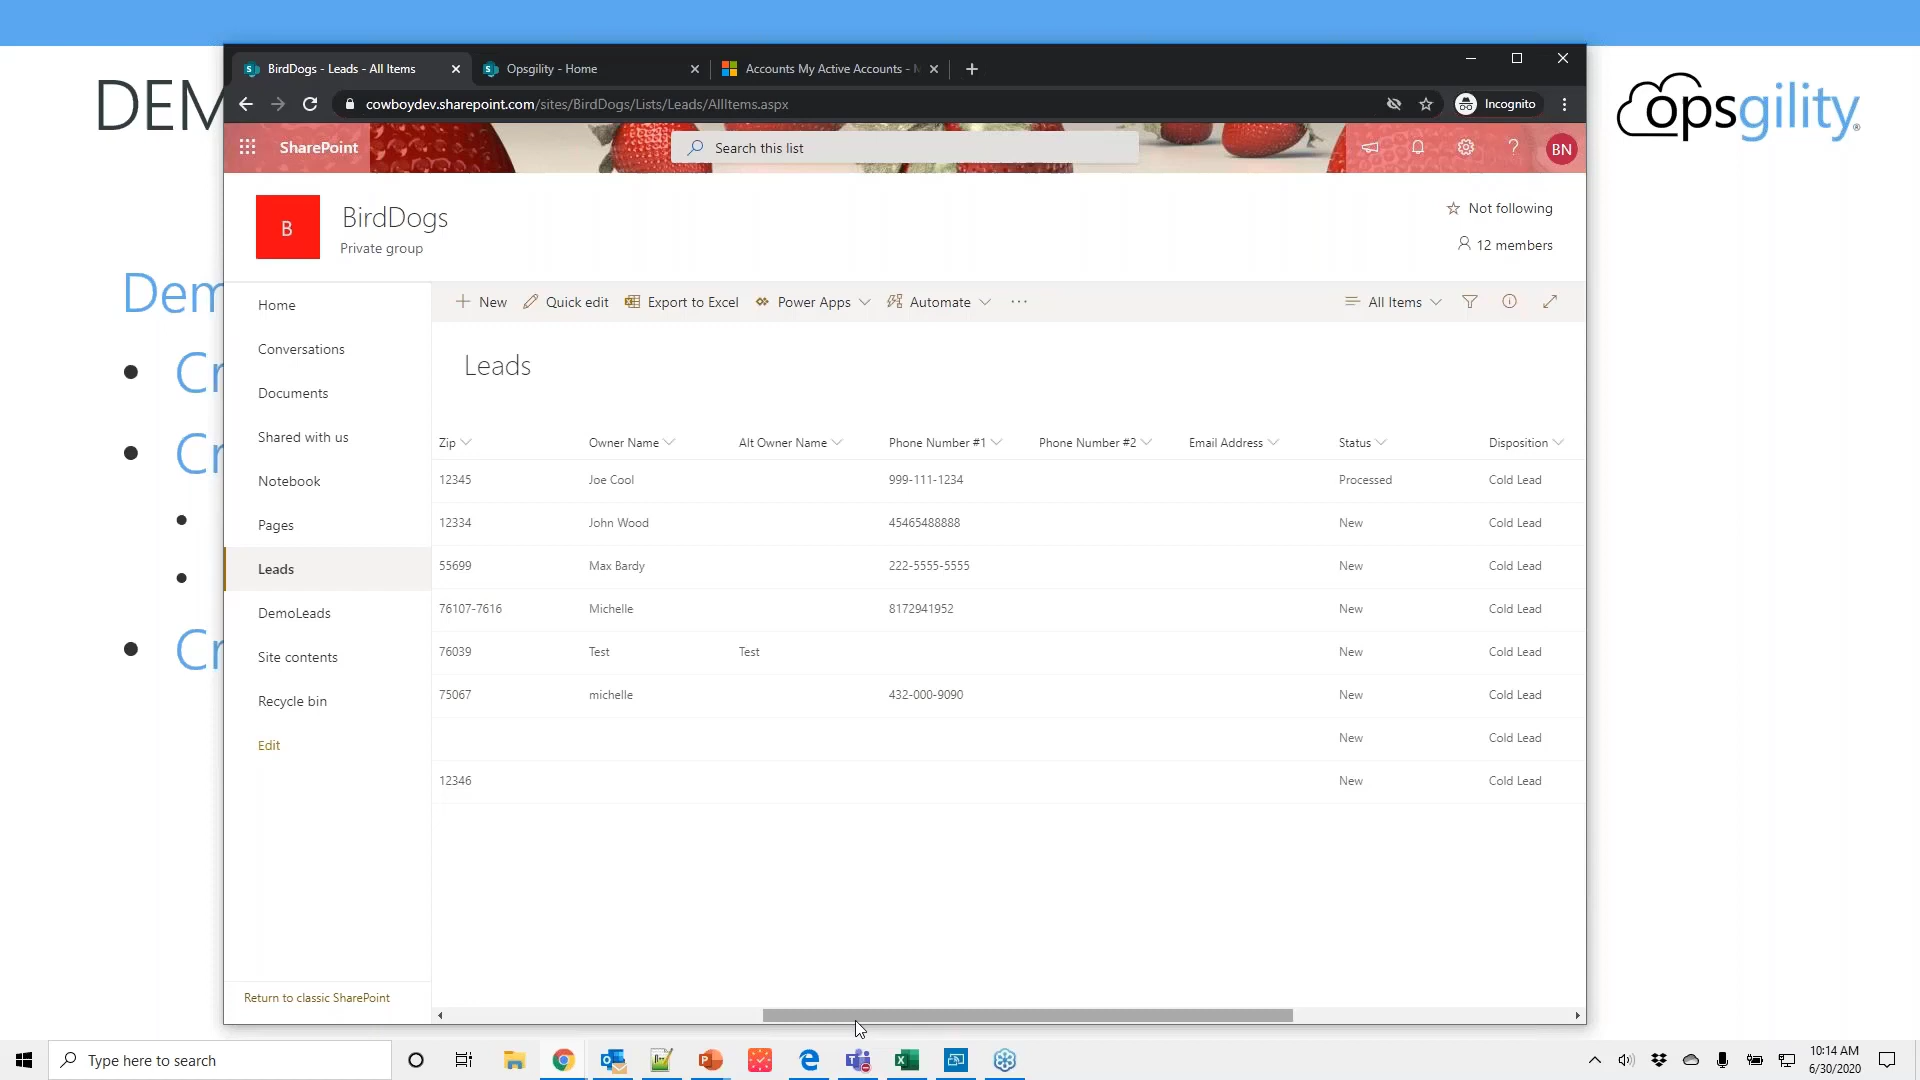 DEM
opsgility
Dem
Cr
Cr
Cr
BirdDogs - Leads - All Items
Opsgility - Home
Accounts My Active Accounts -
cowboydev.sharepoint.com/sites/BirdDogs/Lists/Leads/AllItems.aspx
Incognito
SharePoint
Search this list
BN
B
BirdDogs
Private group
Not following
12 members
Home
Conversations
Documents
Shared with us
Notebook
Pages
Leads
DemoLeads
Site contents
Recycle bin
Edit
Return to classic SharePoint
New Quick edit Export to Excel Power Apps Automate All Items
Leads
Zip Owner Name Alt Owner Name Phone Number #1 Phone Number #2 Email Address Status Disposition
12345 Joe Cool 999-111-1234 Processed Cold Lead
12334 John Wood 45465488888 New Cold Lead
55699 Max Bardy 222-5555-5555 New Cold Lead
76107-7616 Michelle 8172941952 New Cold Lead
76039 Test Test New Cold Lead
75067 michelle 432-000-9090 New Cold Lead
New Cold Lead
12346 New Cold Lead
Type here to search
10:14 AM
6/30/2020